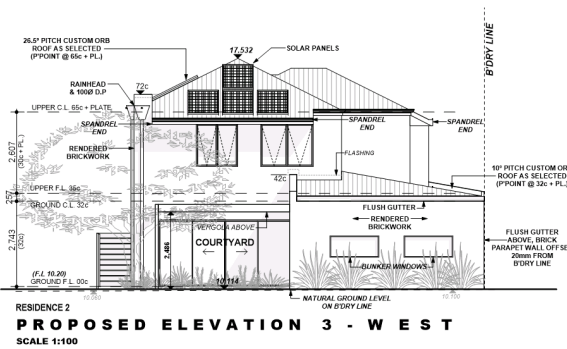 26.5° PITCH CUSTOM ORB
ROOF AS SELECTED
(P'POINT @ 65c + PL.)
17,532
SOLAR PANELS
B'DRY LINE
RAINHEAD
& 100Ø D.P
72c
UPPER C.L. 65c + PLATE
SPANDREL
END
SPANDREL
END
SPANDREL
END
RENDERED
BRICKWORK
2,607
(30c + PL.)
FLASHING
10° PITCH CUSTOM ORB
ROOF AS SELECTED
(P'POINT @ 32c + PL.)
42c
UPPER F.L. 35c
257
GROUND C.L. 32c
FLUSH GUTTER
RENDERED
BRICKWORK
VERGOLA ABOVE
COURTYARD
2,743
(32c)
2,486
FLUSH GUTTER
ABOVE, BRICK
PARAPET WALL OFFSET
20mm FROM
B'DRY LINE
BUNKER WINDOWS
(F.L 10.20)
GROUND F.L. 00c
10.114
10.060
NATURAL GROUND LEVEL
ON B'DRY LINE
10.100
RESIDENCE 2
PROPOSED ELEVATION 3 - WEST
SCALE 1:100